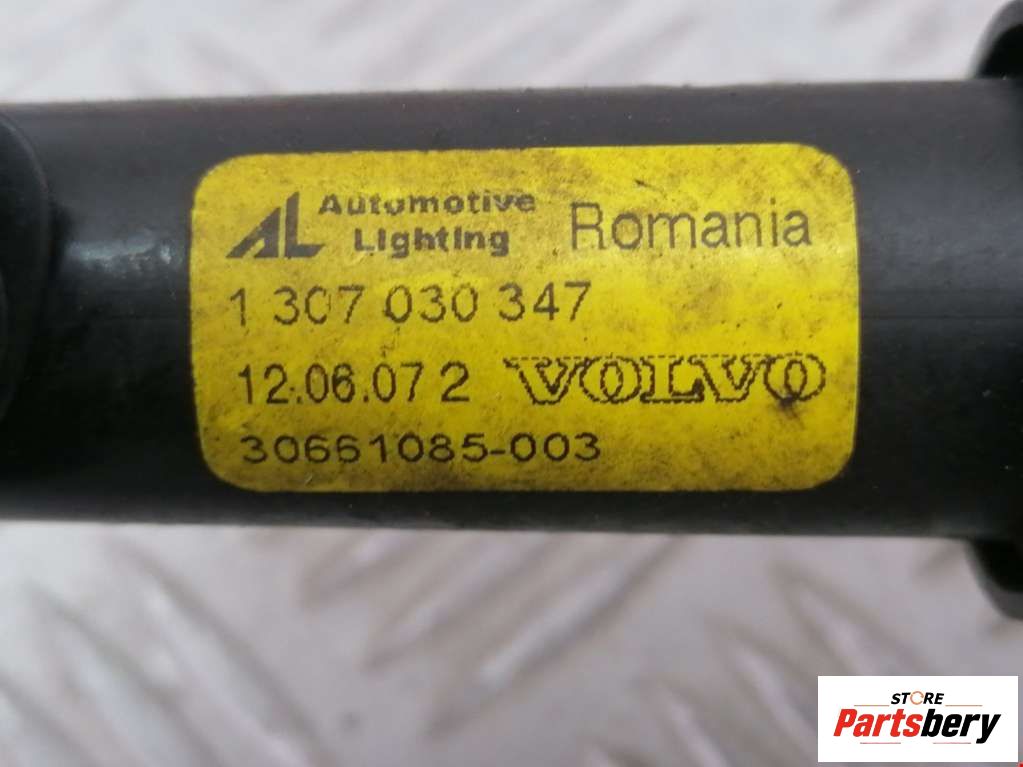 AL Automotive Lighting Romania
1 307 030 347
12.06.07 2 VOLVO
30661085-003
STORE
Partsbery